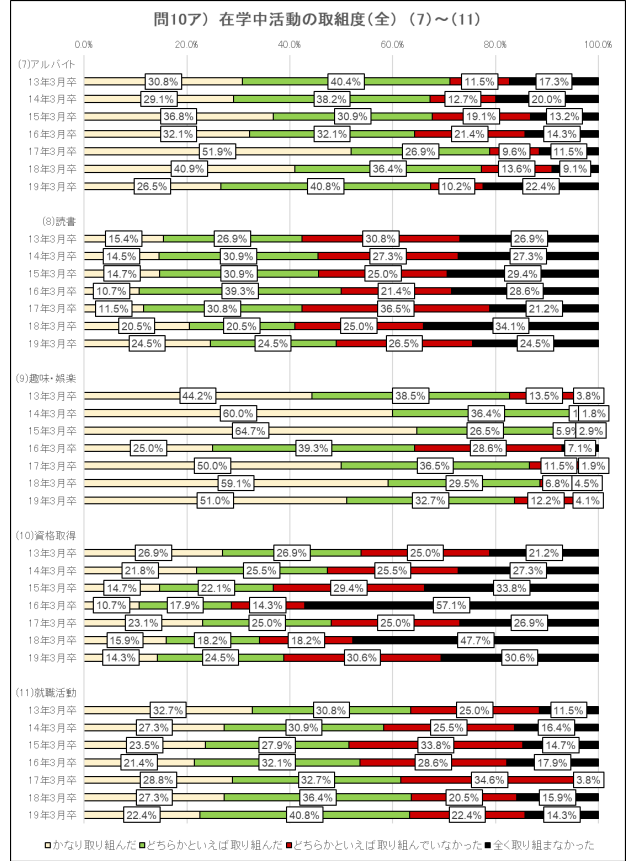 問10ア) 在学中活動の取組度(全) (7)～(11)
0.0% 20.0% 40.0% 60.0% 80.0% 100.0%
(7)アルバイト
13年3月卒 30.8% 40.4% 11.5% 17.3%
14年3月卒 29.1% 38.2% 12.7% 20.0%
15年3月卒 36.8% 30.9% 19.1% 13.2%
16年3月卒 32.1% 32.1% 21.4% 14.3%
17年3月卒 51.9% 26.9% 9.6% 11.5%
18年3月卒 40.9% 36.4% 13.6% 9.1%
19年3月卒 26.5% 40.8% 10.2% 22.4%
(8)読書
13年3月卒 15.4% 26.9% 30.8% 26.9%
14年3月卒 14.5% 30.9% 27.3% 27.3%
15年3月卒 14.7% 30.9% 25.0% 29.4%
16年3月卒 10.7% 39.3% 21.4% 28.6%
17年3月卒 11.5% 30.8% 36.5% 21.2%
18年3月卒 20.5% 20.5% 25.0% 34.1%
19年3月卒 24.5% 24.5% 26.5% 24.5%
(9)趣味・娯楽
13年3月卒 44.2% 38.5% 13.5% 3.8%
14年3月卒 60.0% 36.4% 1.8%
15年3月卒 64.7% 26.5% 5.9% 2.9%
16年3月卒 25.0% 39.3% 28.6% 7.1%
17年3月卒 50.0% 36.5% 11.5% 1.9%
18年3月卒 59.1% 29.5% 6.8% 4.5%
19年3月卒 51.0% 32.7% 12.2% 4.1%
(10)資格取得
13年3月卒 26.9% 26.9% 25.0% 21.2%
14年3月卒 21.8% 25.5% 25.5% 27.3%
15年3月卒 14.7% 22.1% 29.4% 33.8%
16年3月卒 10.7% 17.9% 14.3% 57.1%
17年3月卒 23.1% 25.0% 25.0% 26.9%
18年3月卒 15.9% 18.2% 18.2% 47.7%
19年3月卒 14.3% 24.5% 30.6% 30.6%
(11)就職活動
13年3月卒 32.7% 30.8% 25.0% 11.5%
14年3月卒 27.3% 30.9% 25.5% 16.4%
15年3月卒 23.5% 27.9% 33.8% 14.7%
16年3月卒 21.4% 32.1% 28.6% 17.9%
17年3月卒 28.8% 32.7% 34.6% 3.8%
18年3月卒 27.3% 36.4% 20.5% 15.9%
19年3月卒 22.4% 40.8% 22.4% 14.3%
かなり取り組んだ どちらかといえば取り組んだ どちらかといえば取り組んでいなかった 全く取り組まなかった